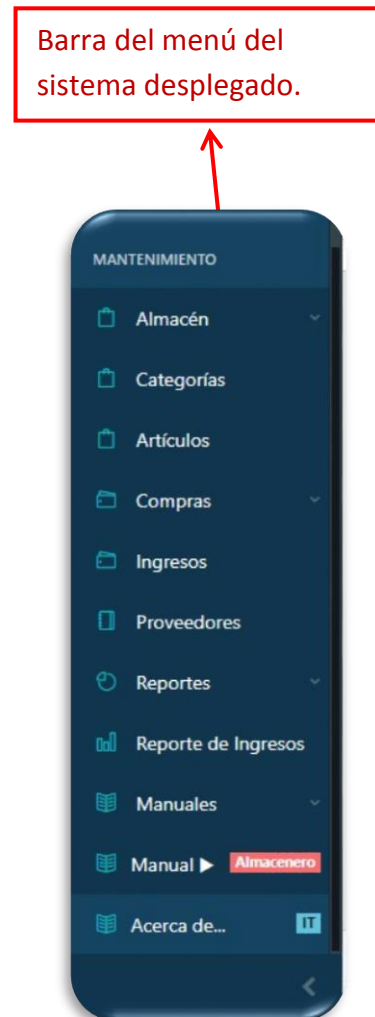 Barra del menú del
sistema desplegado.
MANTENIMIENTO
Almacén
Categorías
Artículos
Compras
Ingresos
Proveedores
Reportes
Reporte de Ingresos
Manuales
Manual ▶ Almacenero
Acerca de... IT